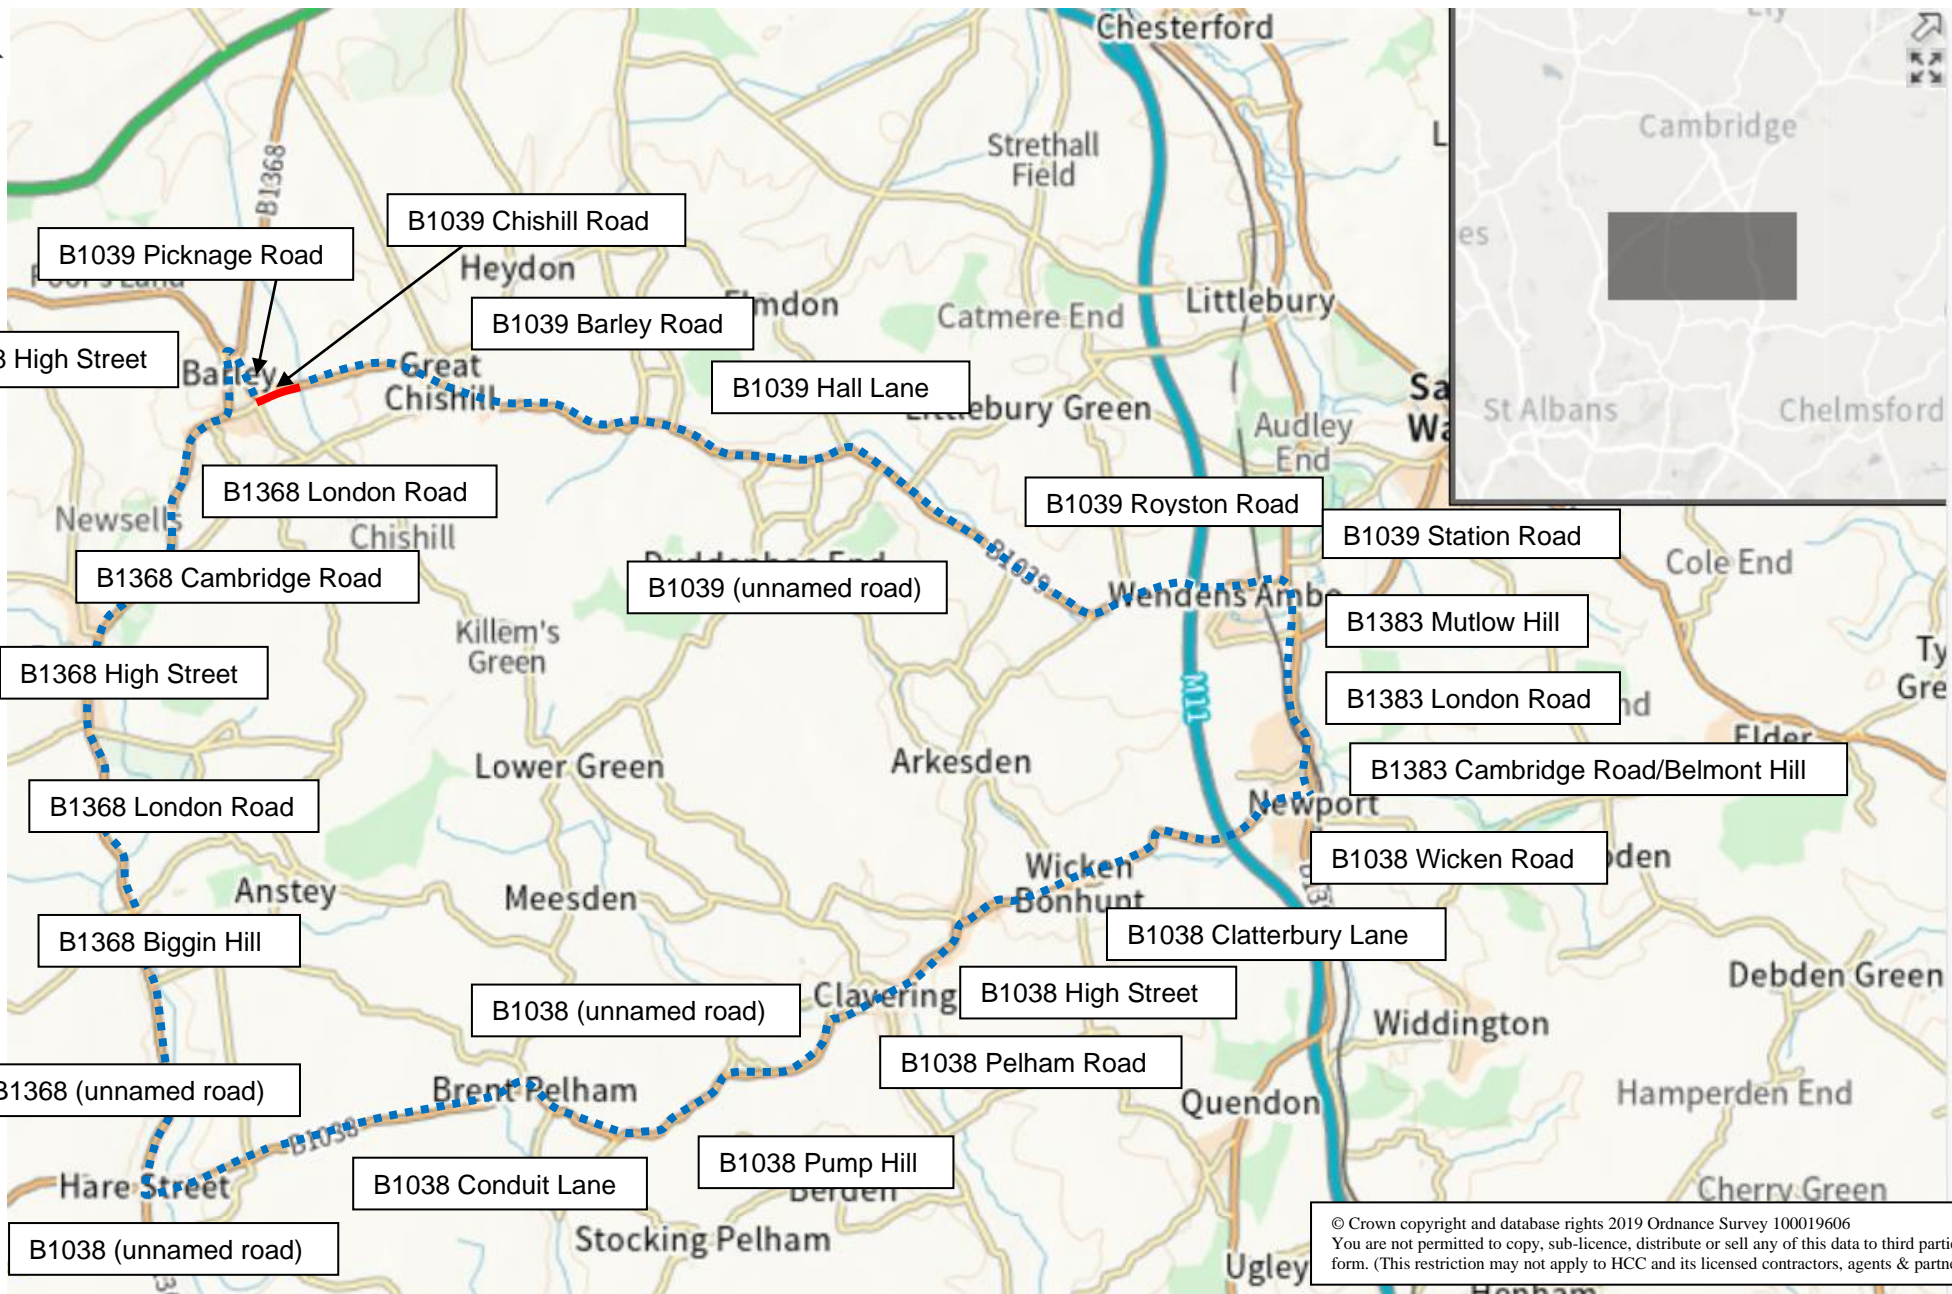 Chesterford
Ely
Cambridge
Strethall
Field
B1368
B1039 Chishill Road
B1039 Picknage Road
Heydon
Elmdon
Catmere End
Littlebury
B1039 Barley Road
High Street
Barley
Great
Chishill
B1039 Hall Lane
Littlebury Green
Audley
End
St Albans
Chelmsford
B1368 London Road
B1039 Royston Road
Newsells
Chishill
B1039 Station Road
B1039
Cole End
B1368 Cambridge Road
Duddenhoe End
B1039 (unnamed road)
Wendens Ambo
Killem's
Green
B1383 Mutlow Hill
B1368 High Street
M11
B1383 London Road
Elder
Lower Green
Arkesden
B1383 Cambridge Road/Belmont Hill
B1368 London Road
Newport
Wicken
Bonhunt
B1038 Wicken Road
Anstey
Meesden
B1368 Biggin Hill
B1038 Clatterbury Lane
Debden Green
B1038 (unnamed road)
Clavering
B1038 High Street
Widdington
B1038 Pelham Road
B1368 (unnamed road)
Brent Pelham
Quendon
Hamperden End
B1038
B1038 Pump Hill
Hare Street
B1038 Conduit Lane
Berden
Cherry Green
Stocking Pelham
B1038 (unnamed road)
Ugley
© Crown copyright and database rights 2019 Ordnance Survey 100019606
You are not permitted to copy, sub-licence, distribute or sell any of this data to third
form. (This restriction may not apply to HCC and its licensed contractors, agents &